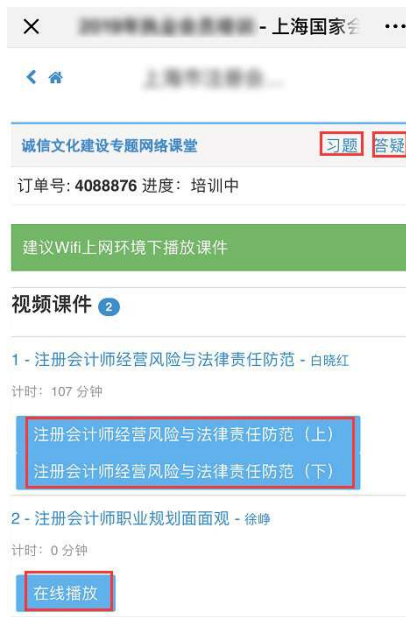 - 上海国家会
诚信文化建设专题网络课堂 习题 答疑
订单号: 4088876 进度：培训中
建议Wifi上网环境下播放课件
视频课件 2
1 - 注册会计师经营风险与法律责任防范 - 白晓红
计时：107 分钟
注册会计师经营风险与法律责任防范（上）
注册会计师经营风险与法律责任防范（下）
2 - 注册会计师职业规划面面观 - 徐峥
计时：0 分钟
在线播放